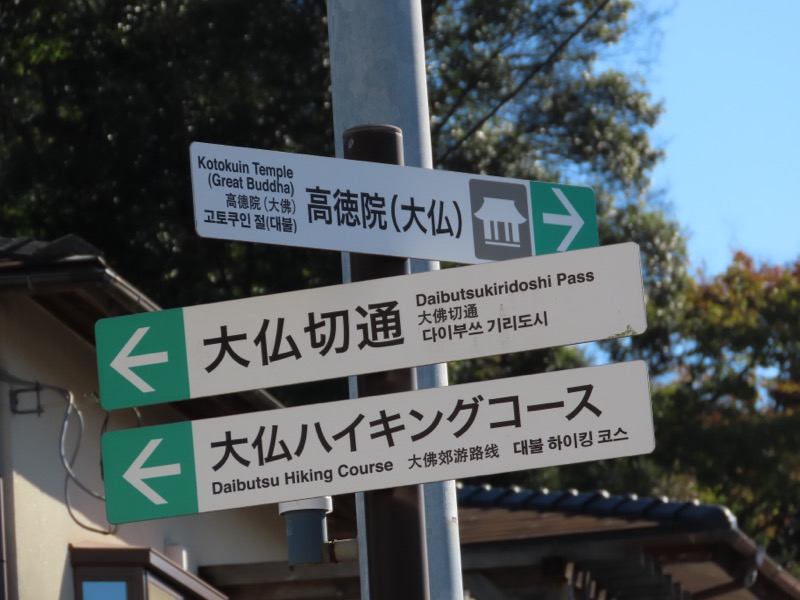 Kotokuin Temple
(Great Buddha)
高德院（大佛）
고토쿠인 절(대불)
高徳院（大仏）
大仏切通
Daibutsukiridoshi Pass
大佛切通
다이부쓰 기리도시
大仏ハイキングコース
Daibutsu Hiking Course 大佛郊游路线 대불 하이킹 코스